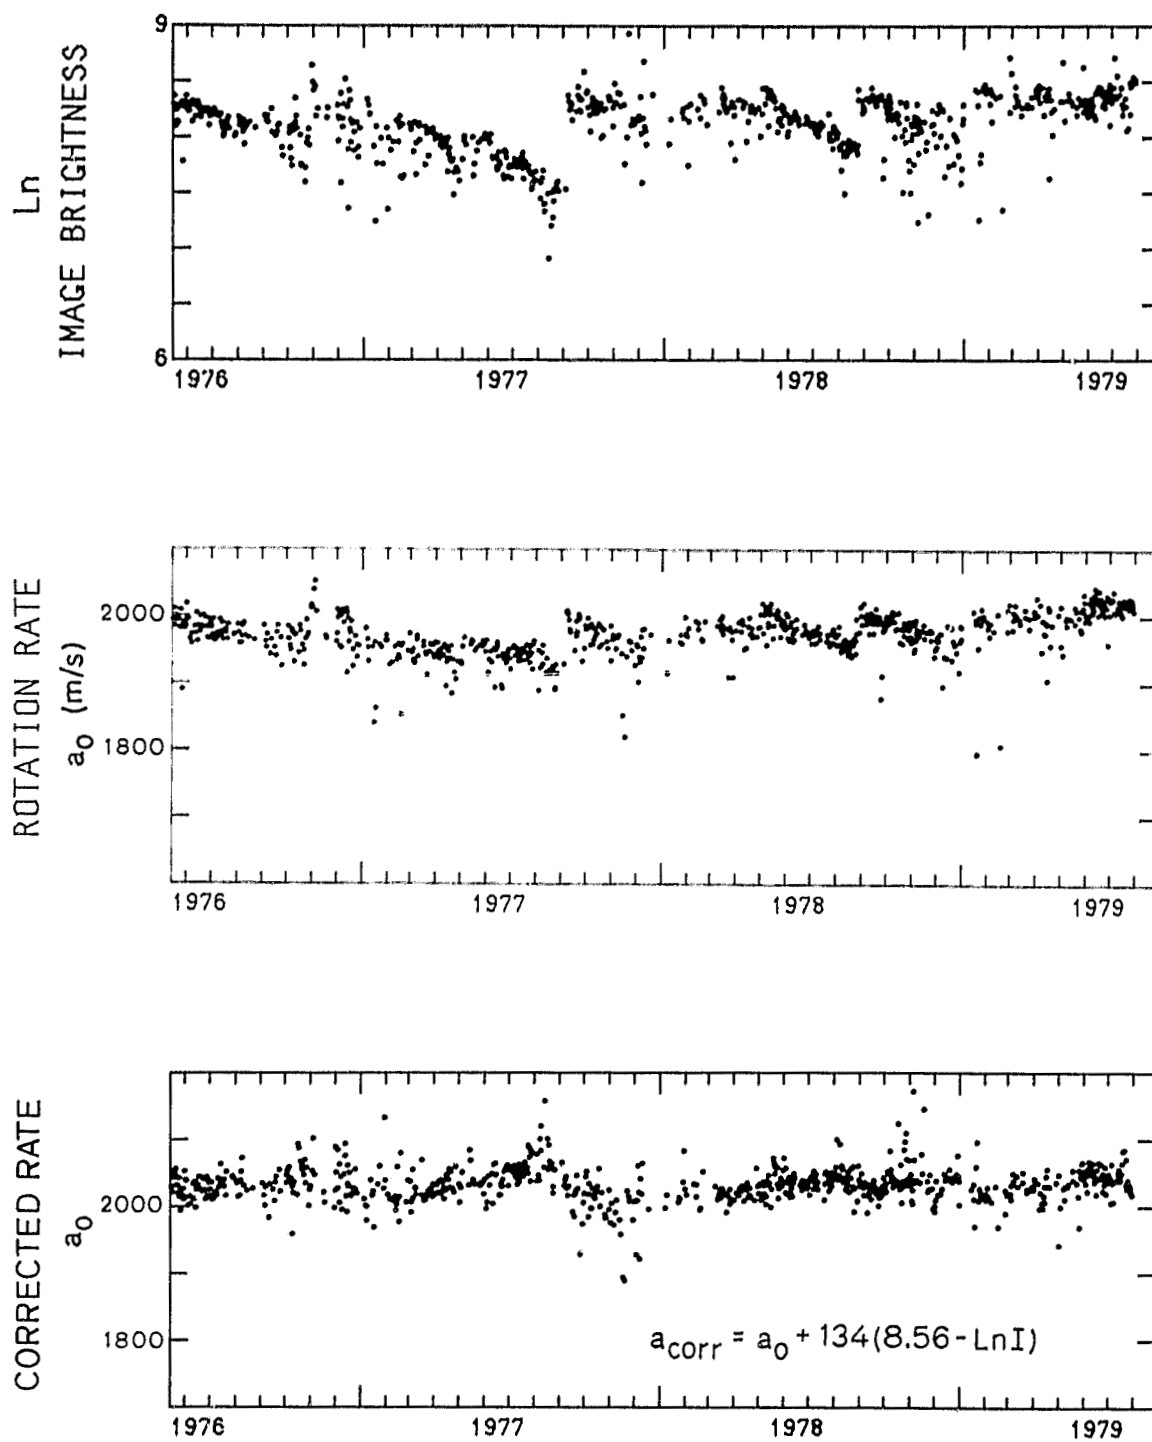 Ln
IMAGE BRIGHTNESS
9
6
1976 1977 1978 1979
ROTATION RATE
a₀ (m/s)
2000
1800
1976 1977 1978 1979
CORRECTED RATE
a₀
2000
1800
a_corr = a₀ + 134(8.56 - LnI)
1976 1977 1978 1979